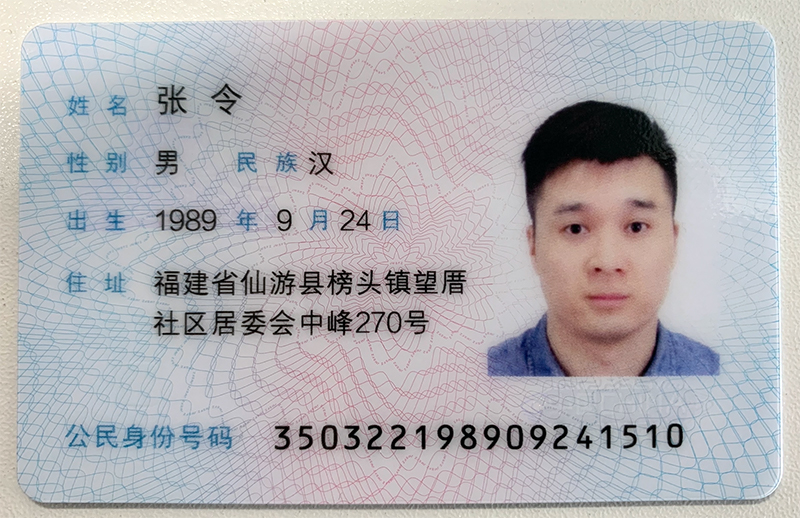 姓名 张令
性别 男 民族 汉
出生 1989 年 9 月 24 日
住址 福建省仙游县榜头镇望厝
社区居委会中峰270号
公民身份号码 350322198909241510